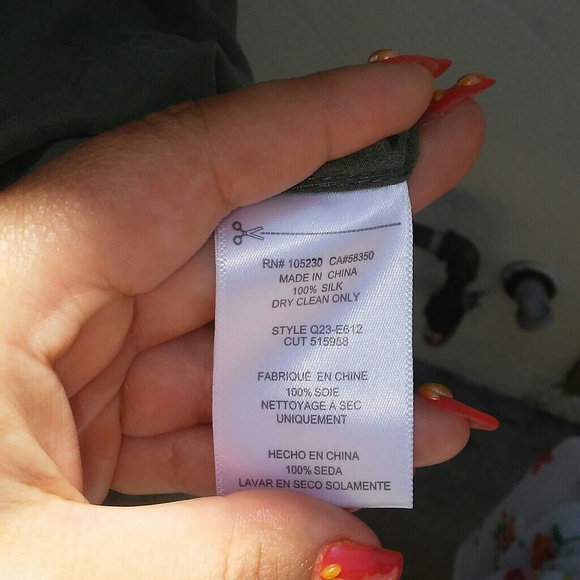 RN# 105230 CA#58350
MADE IN CHINA
100% SILK
DRY CLEAN ONLY
STYLE Q23-E612
CUT 515958
FABRIQUÉ EN CHINE
100% SOIE
NETTOYAGE À SEC
UNIQUEMENT
HECHO EN CHINA
100% SEDA
LAVAR EN SECO SOLAMENTE